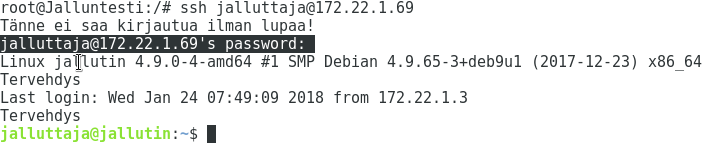 root@Jalluntesti:/# ssh jalluttaja@172.22.1.69
Tänne ei saa kirjautua ilman lupaa!
jalluttaja@172.22.1.69's password:
Linux jallutin 4.9.0-4-amd64 #1 SMP Debian 4.9.65-3+deb9u1 (2017-12-23) x86_64
Tervehdys
Last login: Wed Jan 24 07:49:09 2018 from 172.22.1.3
Tervehdys
jalluttaja@jallutin:~$